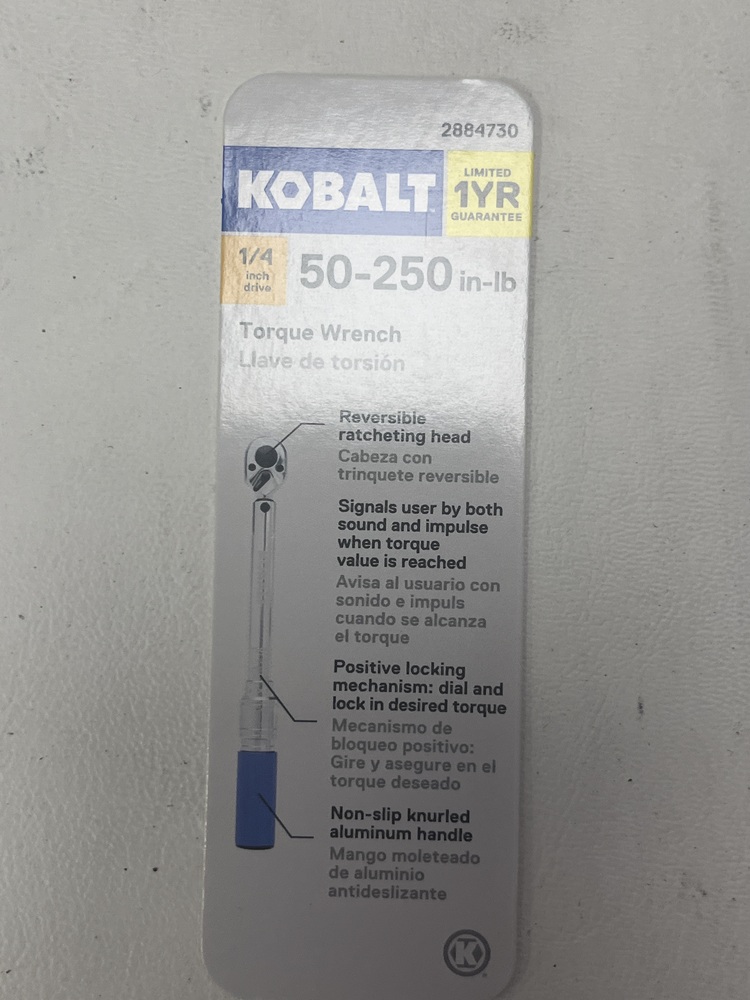 2884730
KOBALT
LIMITED
1YR
GUARANTEE
1/4
inch
drive
50-250 in-lb
Torque Wrench
Llave de torsión
Reversible
ratcheting head
Cabeza con
trinquete reversible
Signals user by both
sound and impulse
when torque
value is reached
Avisa al usuario con
sonido e impuls
cuando se alcanza
el torque
Positive locking
mechanism: dial and
lock in desired torque
Mecanismo de
bloqueo positivo:
Gire y asegure en el
torque deseado
Non-slip knurled
aluminum handle
Mango moleteado
de aluminio
antideslizante
K